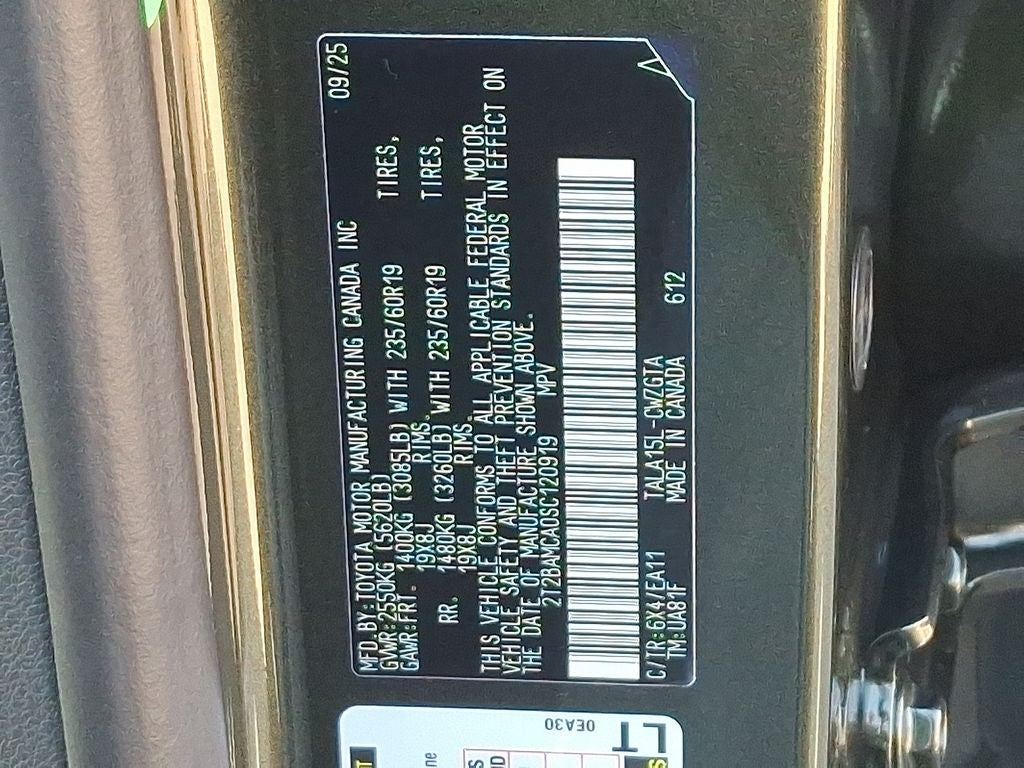 MFD.BY:TOYOTA MOTOR MANUFACTURING CANADA INC 09/25
GVWR:2550KG (5620LB)
GAWR:FRT. 1400KG (3085LB) WITH 235/60R19 TIRES,
19X8J RIMS.
RR. 1480KG (3260LB) WITH 235/60R19 TIRES,
19X8J RIMS.
THIS VEHICLE CONFORMS TO ALL APPLICABLE FEDERAL MOTOR
VEHICLE SAFETY AND THEFT PREVENTION STANDARDS IN EFFECT ON
THE DATE OF MANUFACTURE SHOWN ABOVE.
2T2BAMCA0SC120919 MPV
C/TR:6X4/EA11 TALA15L-CWZGTA 612
TM:UA81F MADE IN CANADA
0EA30